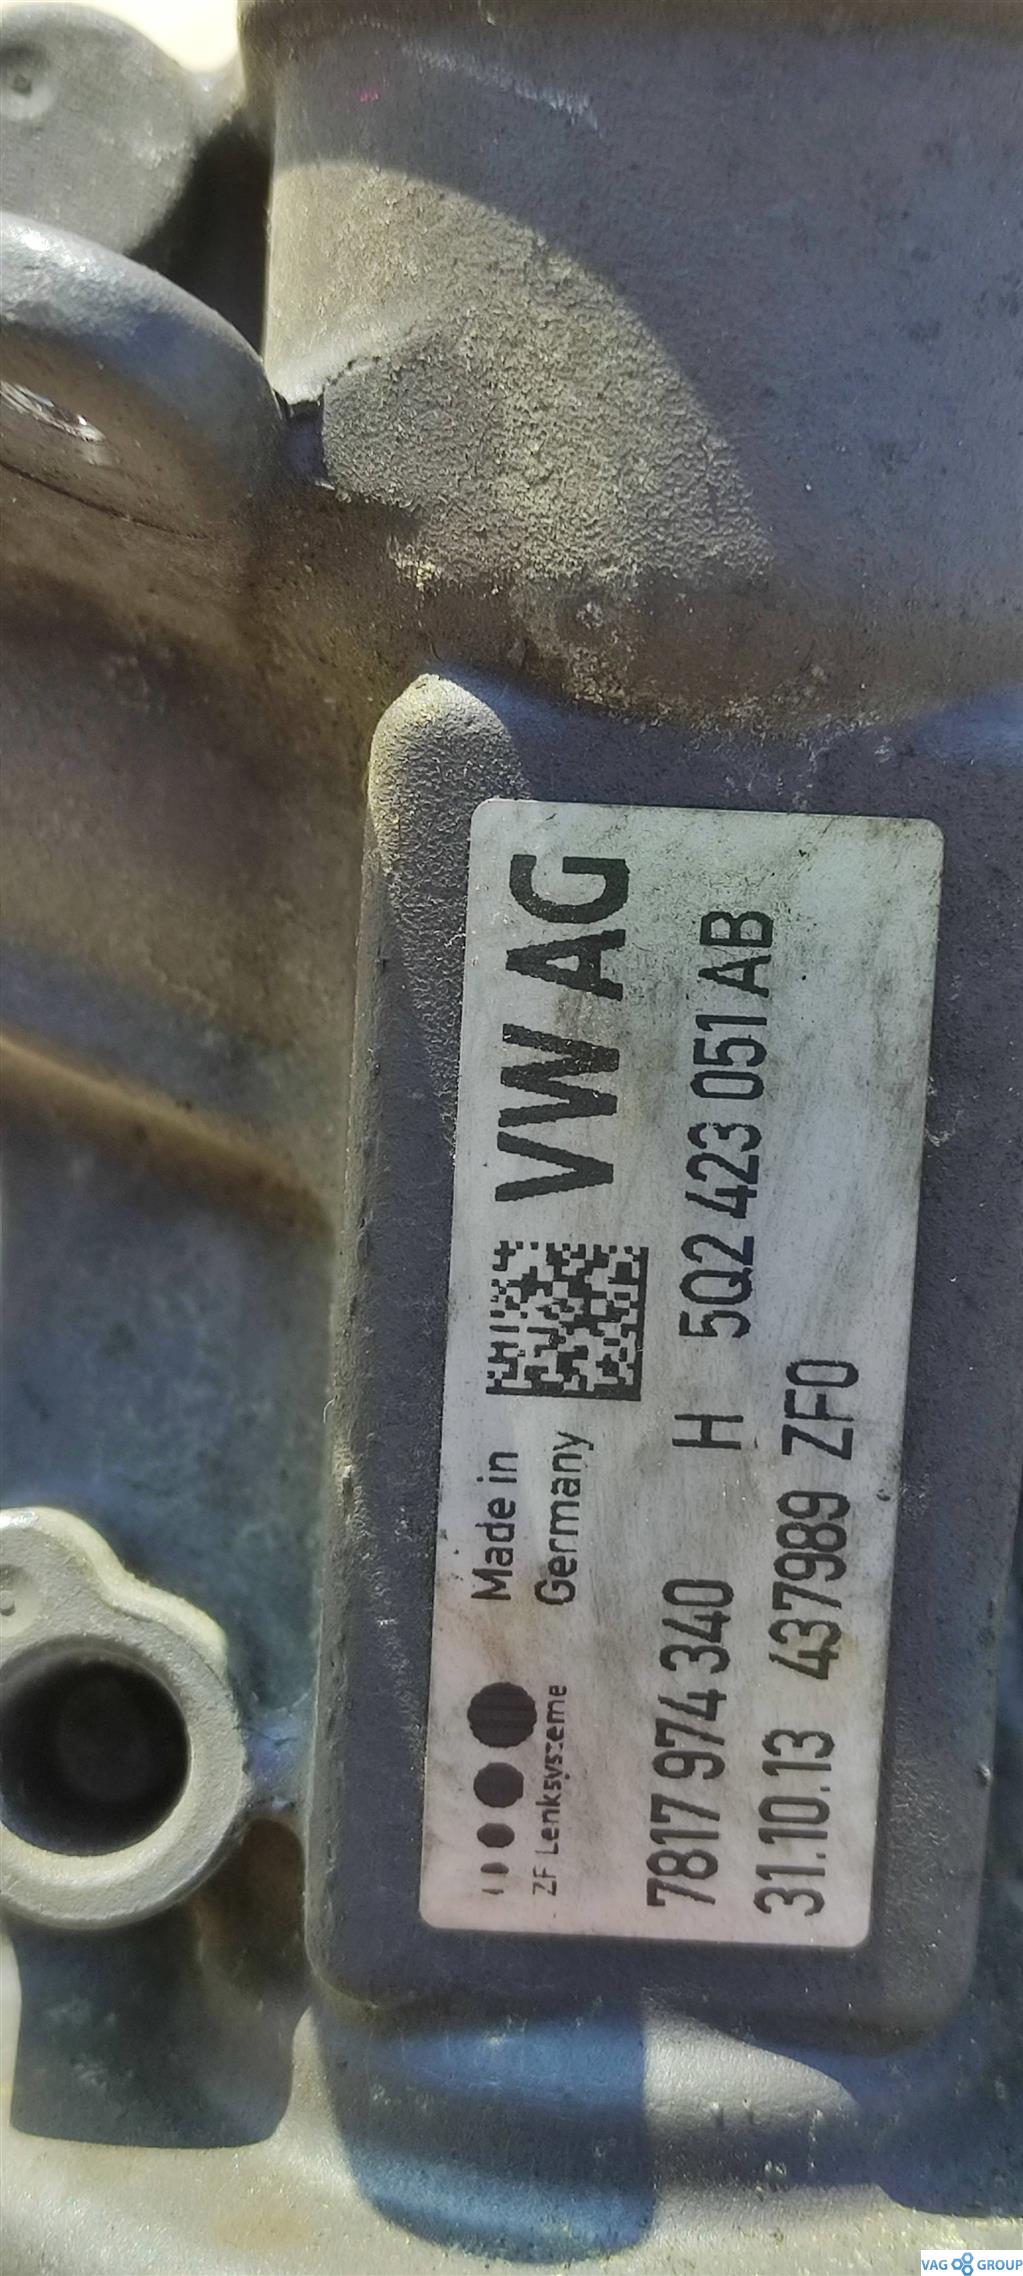 VW AG
Made in
Germany
ZF Lenksysteme
7817 974 340 H 5Q2 423 051 AB
31.10.13 437989 ZF0
VAG GROUP